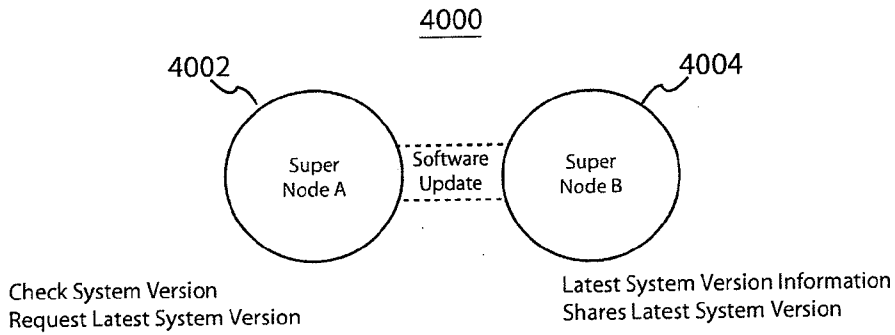 4000
4002
4004
Super
Node A
Software
Update
Super
Node B
Check System Version
Request Latest System Version
Latest System Version Information
Shares Latest System Version